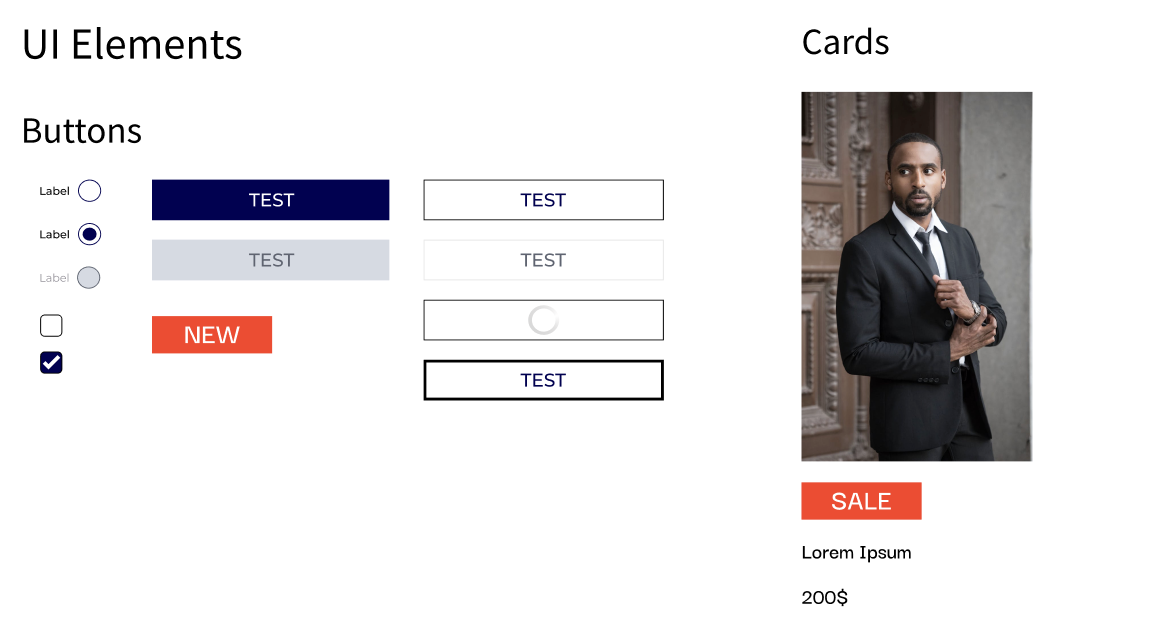 UI Elements
Buttons
Label
Label
Label
TEST
TEST
NEW
TEST
TEST
TEST
Cards
SALE
Lorem Ipsum
200$